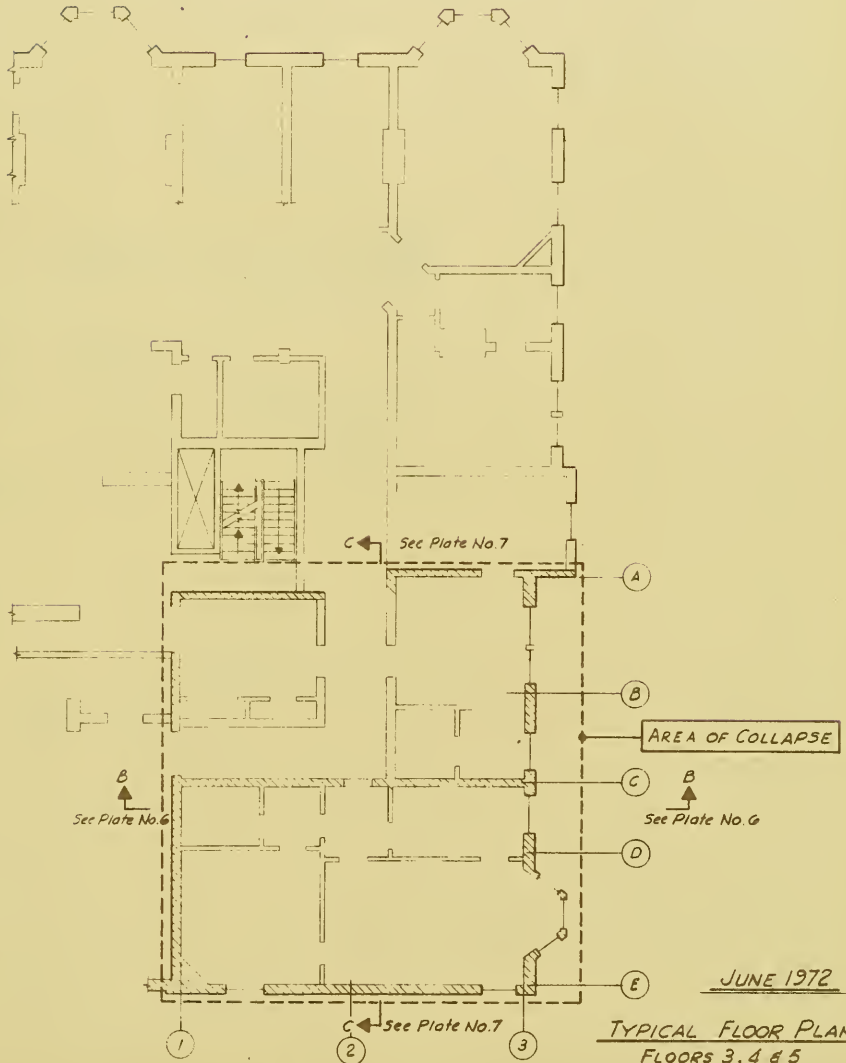 C See Plate No.7
A
B
AREA OF COLLAPSE
C
B
See Plate No.6
B
See Plate No.6
D
E
JUNE 1972
C See Plate No.7
1
2
3
TYPICAL FLOOR PLAN
FLOORS 3, 4 & 5